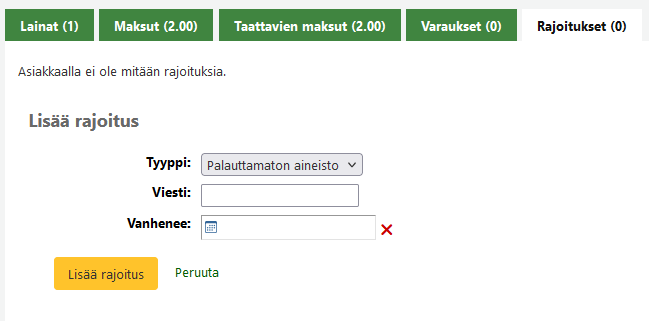 Lainat (1) Maksut (2.00) Taattavien maksut (2.00) Varaukset (0) Rajoitukset (0)
Asiakkaalla ei ole mitään rajoituksia.
Lisää rajoitus
Tyyppi: Palauttamaton aineisto
Viesti:
Vanhenee:
Lisää rajoitus Peruuta